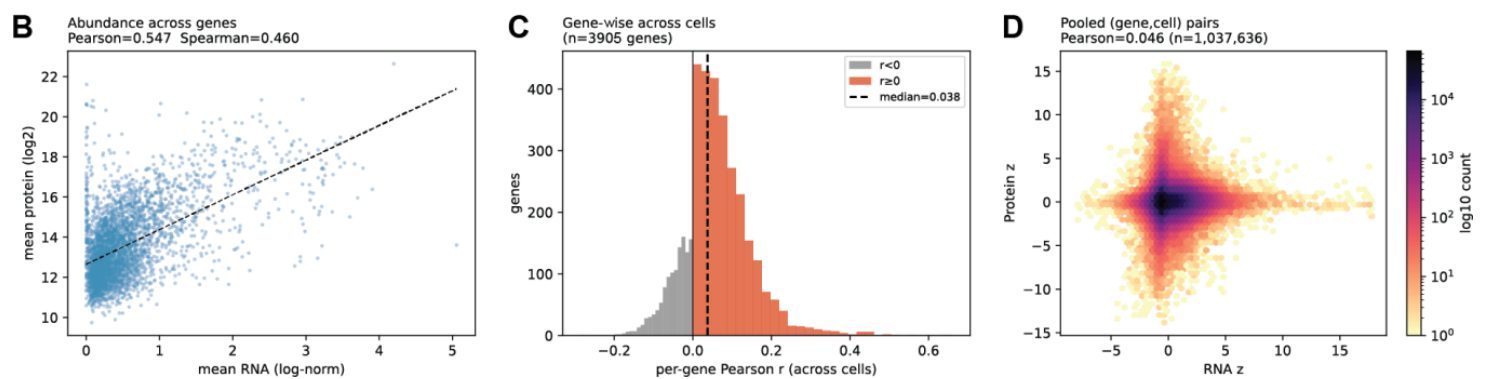 B
Abundance across genes
Pearson=0.547 Spearman=0.460
22
20
18
16
14
12
10
mean protein (log2)
0
1
2
3
4
5
mean RNA (log-norm)
C
Gene-wise across cells
(n=3905 genes)
r<0
r≥0
median=0.038
400
300
200
100
0
genes
−0.2
0.0
0.2
0.4
0.6
per-gene Pearson r (across cells)
D
Pooled (gene,cell) pairs
Pearson=0.046 (n=1,037,636)
15
10
5
0
−5
−10
−15
Protein z
−5
0
5
10
15
RNA z
10⁴
10³
10²
10¹
10⁰
log10 count